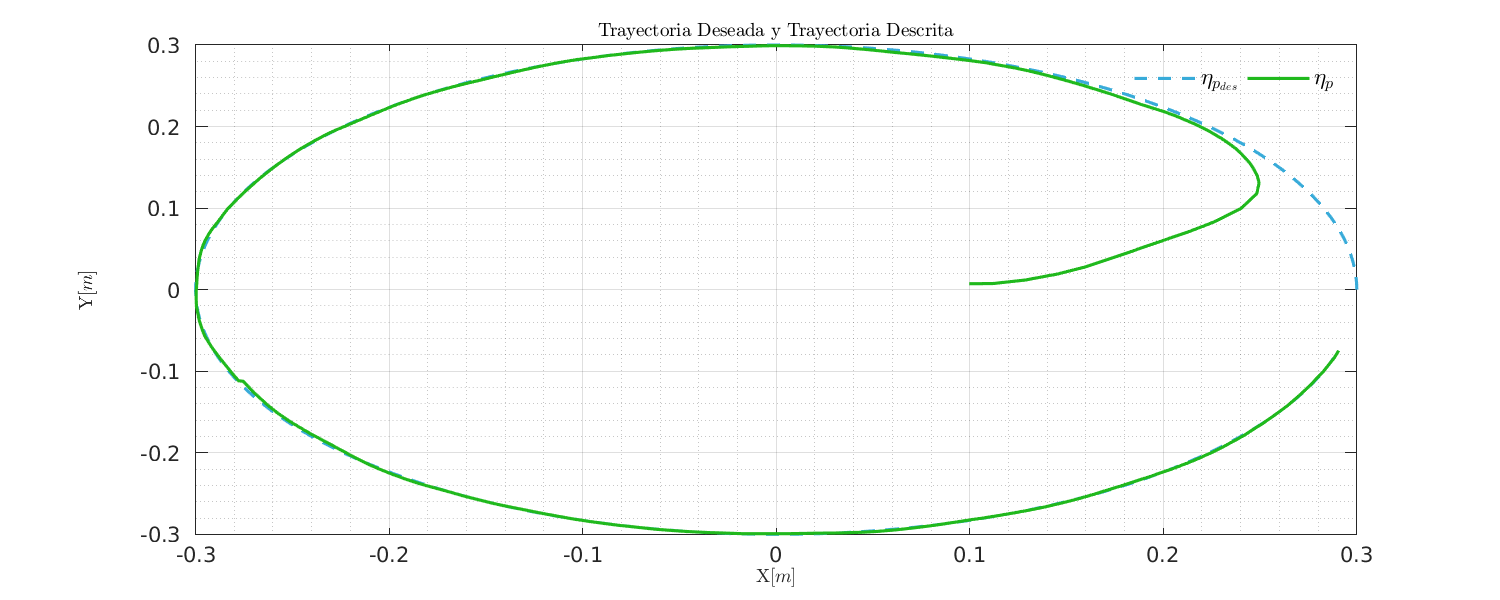 Trayectoria Deseada y Trayectoria Descrita
0.3
η_{p_{des}} η_p
0.2
0.1
Y[m]
0
-0.1
-0.2
-0.3
-0.3 -0.2 -0.1 0 0.1 0.2 0.3
X[m]